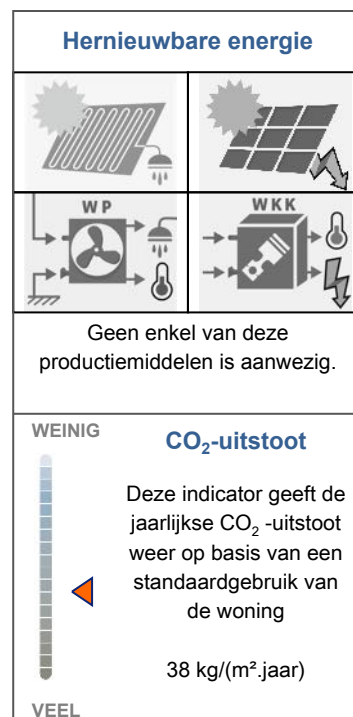 Hernieuwbare energie
WP
WKK
Geen enkel van deze
productiemiddelen is aanwezig.
WEINIG
CO₂-uitstoot
Deze indicator geeft de
jaarlijkse CO₂ -uitstoot
weer op basis van een
standaardgebruik van
de woning
38 kg/(m².jaar)
VEEL